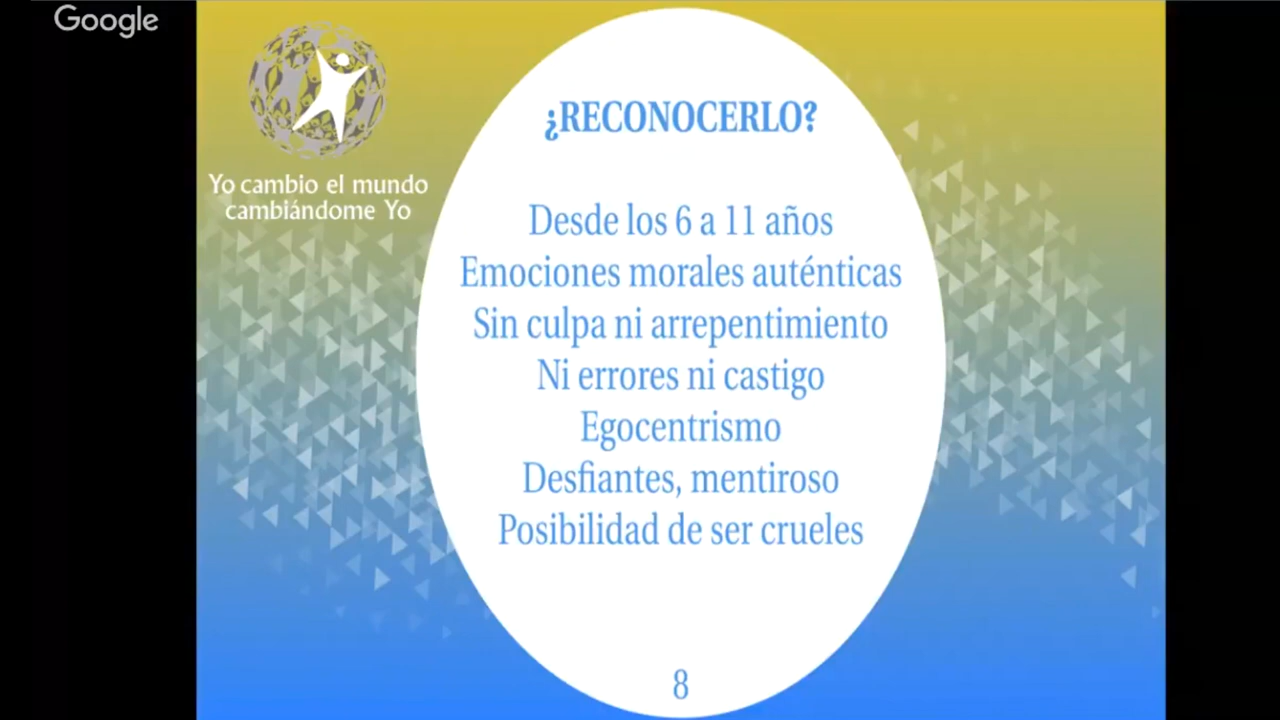 Google
Yo cambio el mundo
cambiándome Yo
¿RECONOCERLO?
Desde los 6 a 11 años
Emociones morales auténticas
Sin culpa ni arrepentimiento
Ni errores ni castigo
Egocentrismo
Desfiantes, mentiroso
Posibilidad de ser crueles
8